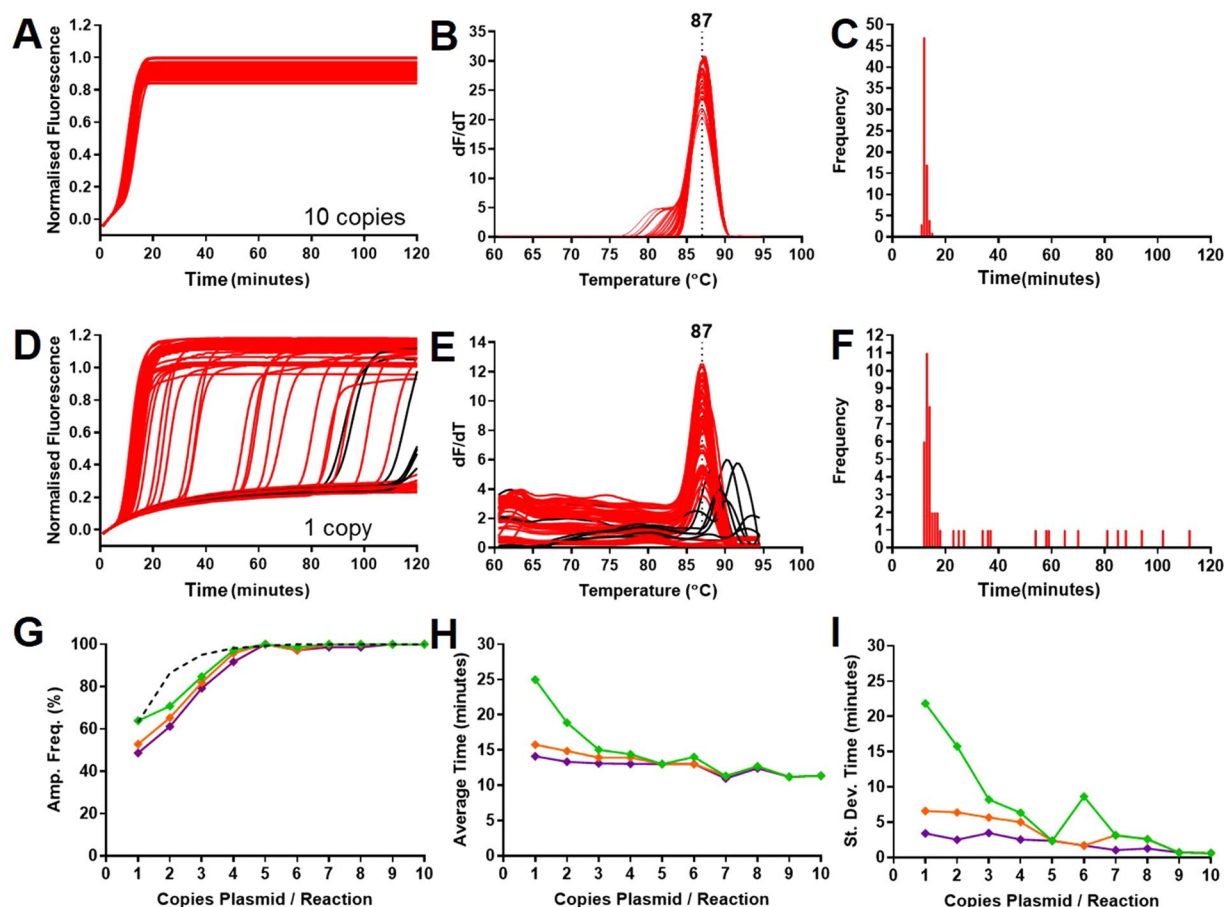 A
Normalised Fluorescence
1.2
1.0
0.8
0.6
0.4
0.2
0.0
10 copies
0 20 40 60 80 100 120
Time (minutes)
B
87
dF/dT
35
30
25
20
15
10
5
0
60 65 70 75 80 85 90 95 100
Temperature (°C)
C
Frequency
50
45
40
35
30
25
20
15
10
5
0
0 20 40 60 80 100 120
Time (minutes)
D
Normalised Fluorescence
1.2
1.0
0.8
0.6
0.4
0.2
0.0
1 copy
0 20 40 60 80 100 120
Time (minutes)
E
87
dF/dT
14
12
10
8
6
4
2
0
60 65 70 75 80 85 90 95 100
Temperature (°C)
F
Frequency
12
11
10
9
8
7
6
5
4
3
2
1
0
0 20 40 60 80 100 120
Time (minutes)
G
Amp. Freq. (%)
100
80
60
40
20
0
0 1 2 3 4 5 6 7 8 9 10
Copies Plasmid / Reaction
H
Average Time (minutes)
30
25
20
15
10
5
0
0 1 2 3 4 5 6 7 8 9 10
Copies Plasmid / Reaction
I
St. Dev. Time (minutes)
30
25
20
15
10
5
0
0 1 2 3 4 5 6 7 8 9 10
Copies Plasmid / Reaction